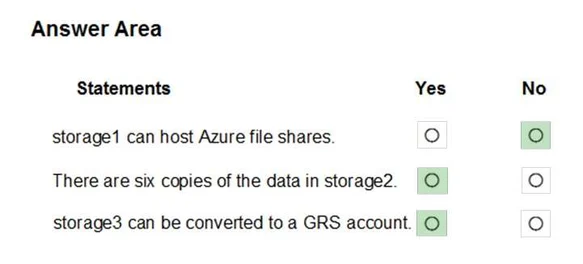 Answer Area
Statements Yes No
storage1 can host Azure file shares.
There are six copies of the data in storage2.
storage3 can be converted to a GRS account.